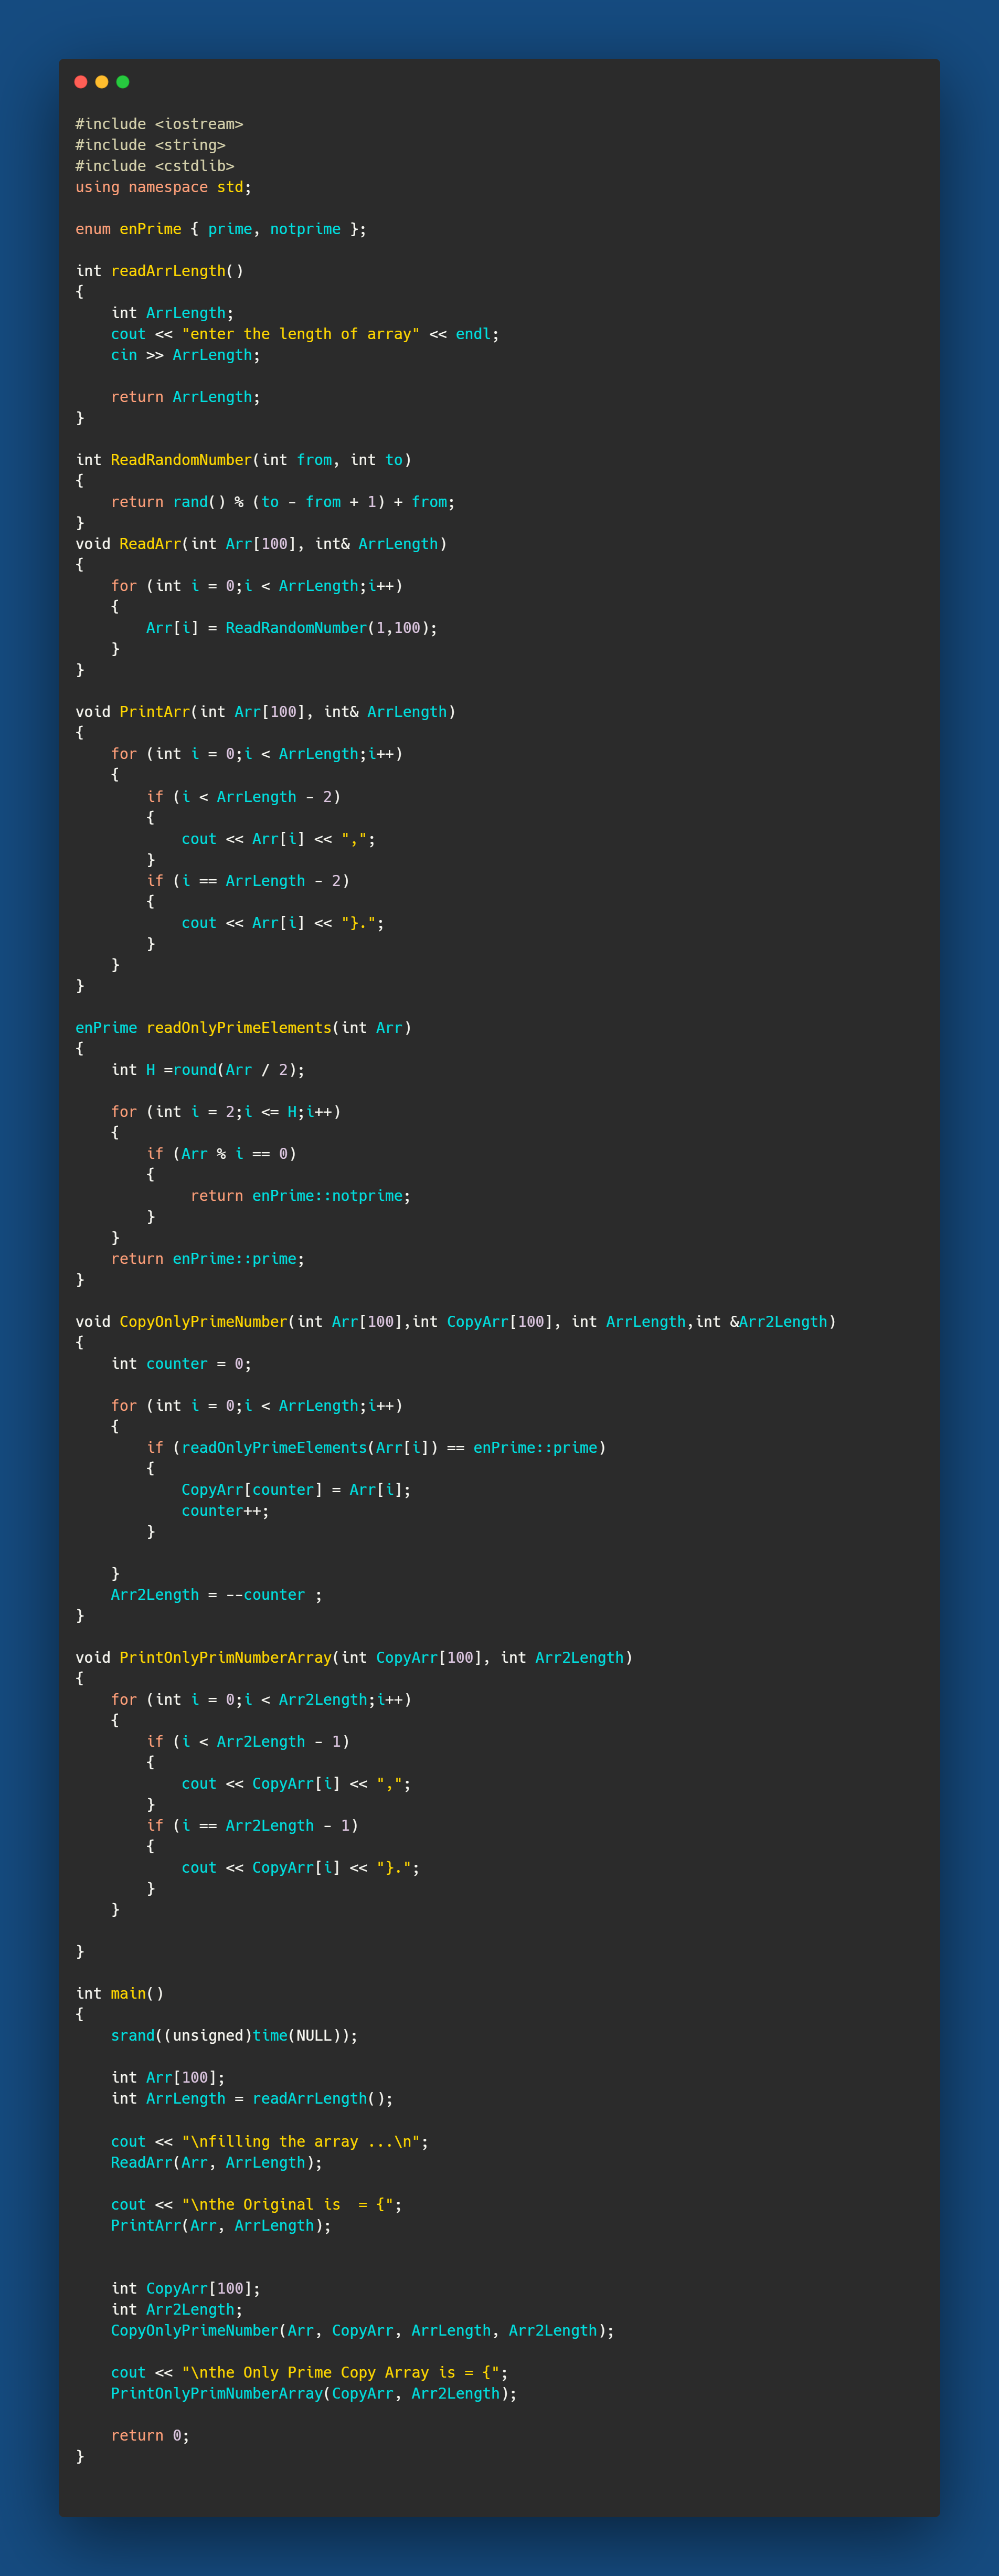 #include <iostream>
#include <string>
#include <cstdlib>
using namespace std;

enum enPrime { prime, notprime };

int readArrLength()
{
    int ArrLength;
    cout << "enter the length of array" << endl;
    cin >> ArrLength;

    return ArrLength;
}

int ReadRandomNumber(int from, int to)
{
    return rand() % (to - from + 1) + from;
}
void ReadArr(int Arr[100], int& ArrLength)
{
    for (int i = 0;i < ArrLength;i++)
    {
        Arr[i] = ReadRandomNumber(1,100);
    }
}

void PrintArr(int Arr[100], int& ArrLength)
{
    for (int i = 0;i < ArrLength;i++)
    {
        if (i < ArrLength - 2)
        {
            cout << Arr[i] << ",";
        }
        if (i == ArrLength - 2)
        {
            cout << Arr[i] << "}.";
        }
    }
}

enPrime readOnlyPrimeElements(int Arr)
{
    int H =round(Arr / 2);

    for (int i = 2;i <= H;i++)
    {
        if (Arr % i == 0)
        {
             return enPrime::notprime;
        }
    }
    return enPrime::prime;
}

void CopyOnlyPrimeNumber(int Arr[100],int CopyArr[100], int ArrLength,int &Arr2Length)
{
    int counter = 0;

    for (int i = 0;i < ArrLength;i++)
    {
        if (readOnlyPrimeElements(Arr[i]) == enPrime::prime)
        {
            CopyArr[counter] = Arr[i];
            counter++;
        }

    }
    Arr2Length = --counter ;
}

void PrintOnlyPrimNumberArray(int CopyArr[100], int Arr2Length)
{
    for (int i = 0;i < Arr2Length;i++)
    {
        if (i < Arr2Length - 1)
        {
            cout << CopyArr[i] << ",";
        }
        if (i == Arr2Length - 1)
        {
            cout << CopyArr[i] << "}.";
        }
    }

}

int main()
{
    srand((unsigned)time(NULL));

    int Arr[100];
    int ArrLength = readArrLength();

    cout << "\nfilling the array ...\n";
    ReadArr(Arr, ArrLength);

    cout << "\nthe Original is  = {";
    PrintArr(Arr, ArrLength);


    int CopyArr[100];
    int Arr2Length;
    CopyOnlyPrimeNumber(Arr, CopyArr, ArrLength, Arr2Length);

    cout << "\nthe Only Prime Copy Array is = {";
    PrintOnlyPrimNumberArray(CopyArr, Arr2Length);

    return 0;
}